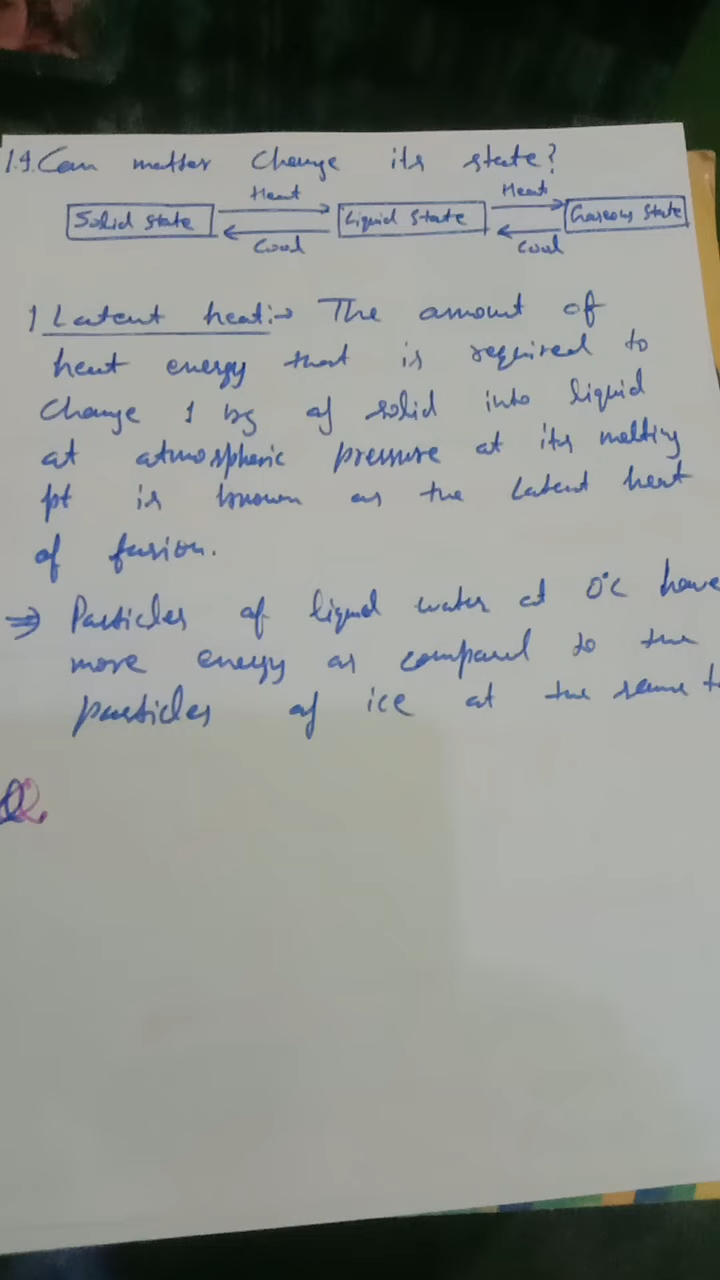 1.4. Can matter change its state?
Heat Heat
Solid state Liquid state Gaseous state
Cool Cool
1 Latent heat:→ The amount of
heat energy that is required to
change 1 kg of solid into liquid
at atmospheric pressure at its melting
pt is known as the Latent heat
of fusion.
⇒ Particles of liquid water at 0°C have
more energy as compared to the
particles of ice at the same